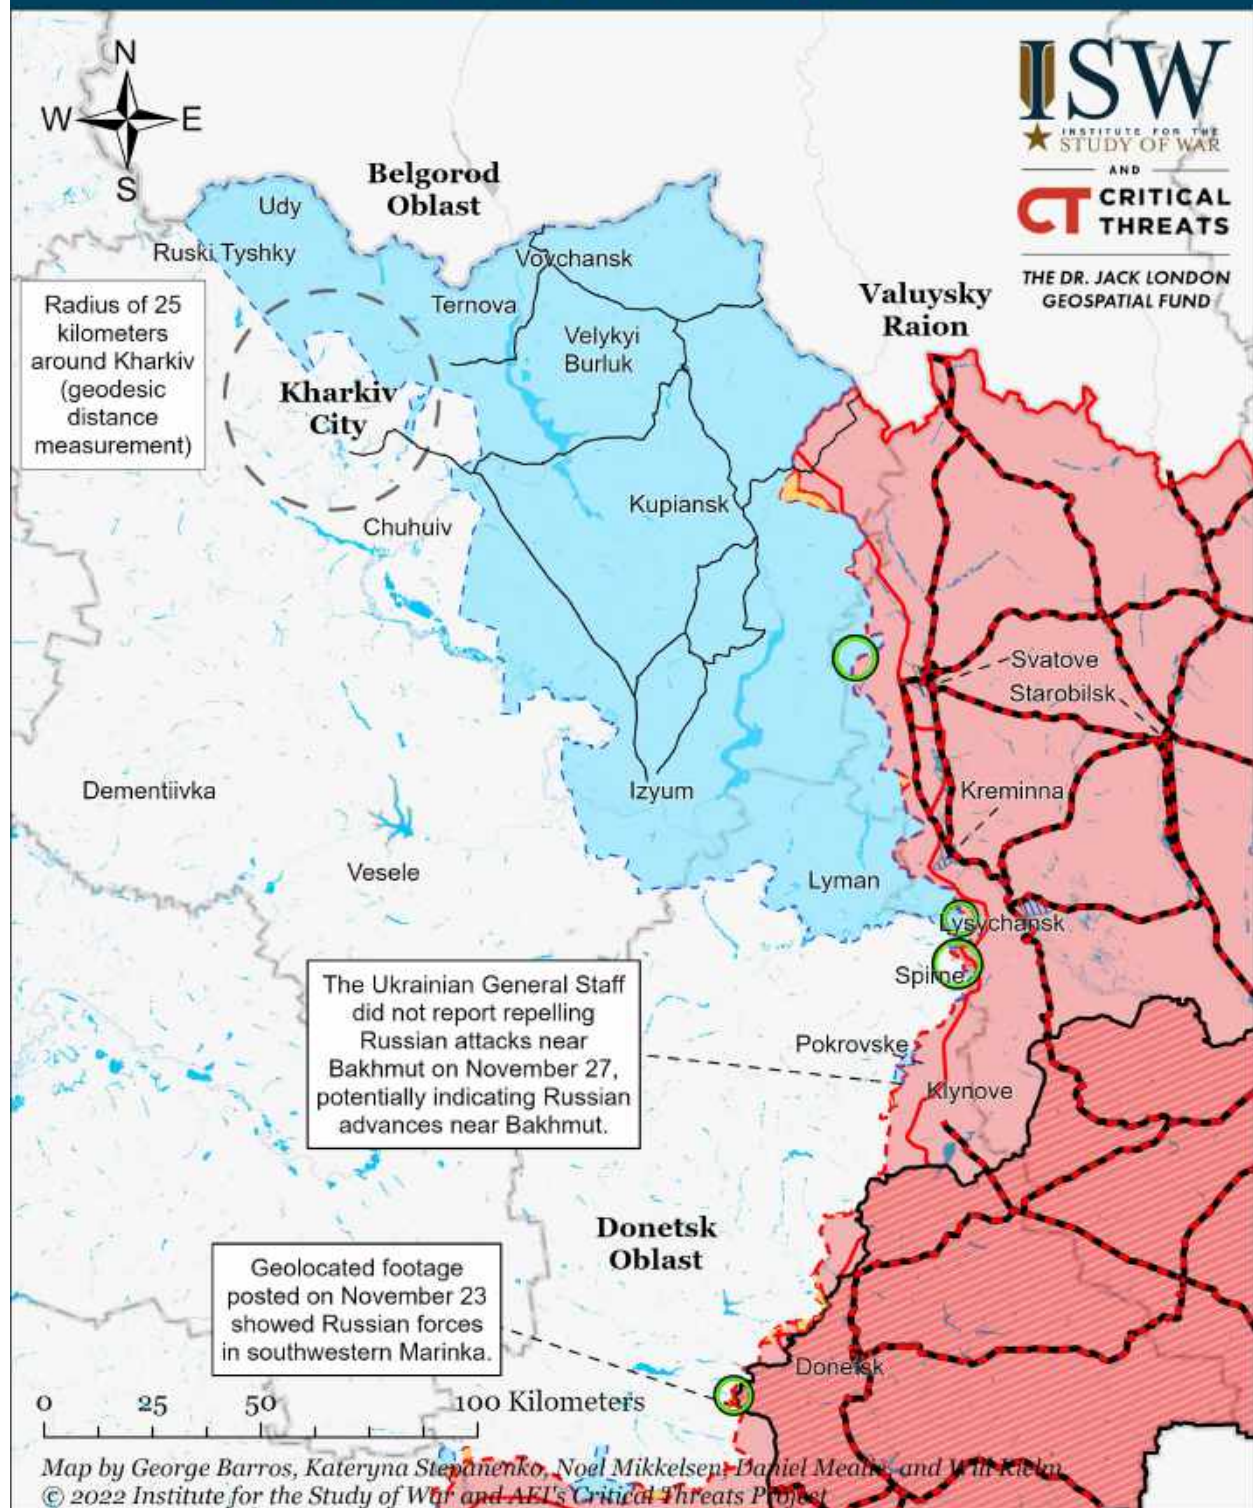 N
W E
S
ISW
INSTITUTE FOR THE
STUDY OF WAR
AND
CT CRITICAL
THREATS
THE DR. JACK LONDON
GEOSPATIAL FUND
Belgorod
Oblast
Udy
Ruski Tyshky
Vovchansk
Ternova
Velykyi
Burluk
Valuysky
Raion
Radius of 25
kilometers
around Kharkiv
(geodesic
distance
measurement)
Kharkiv
City
Kupiansk
Chuhuiv
Svatove
Starobilsk
Dementiivka
Izyum
Kreminna
Vesele
Lyman
Lysychansk
Spirne
The Ukrainian General Staff
did not report repelling
Russian attacks near
Bakhmut on November 27,
potentially indicating Russian
advances near Bakhmut.
Pokrovske
Klynove
Donetsk
Oblast
Geolocated footage
posted on November 23
showed Russian forces
in southwestern Marinka.
Donetsk
0 25 50 100 Kilometers
Map by George Barros, Kateryna Stepanenko, Noel Mikkelsen, Daniel Mealie, and Will Kielm
© 2022 Institute for the Study of War and AEI's Critical Threats Project